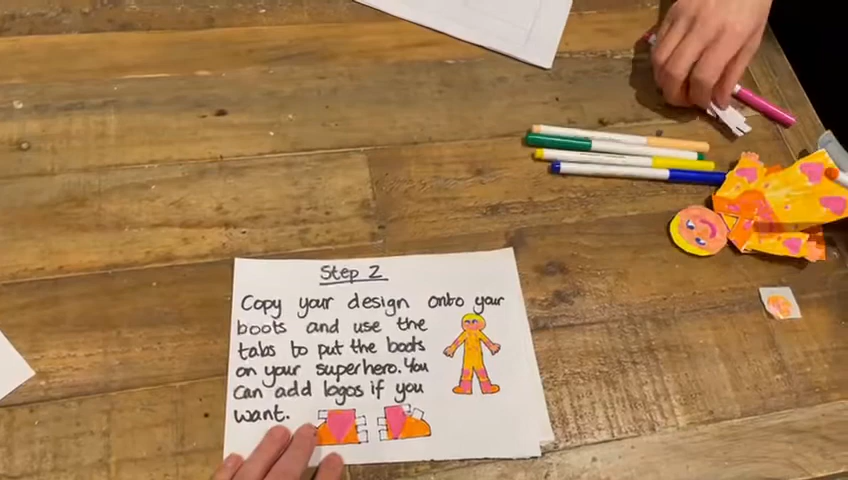 Step 2
Copy your design onto your
boots and use the
tabs to put the boots
on your superhero. You
can add logos if you
want.